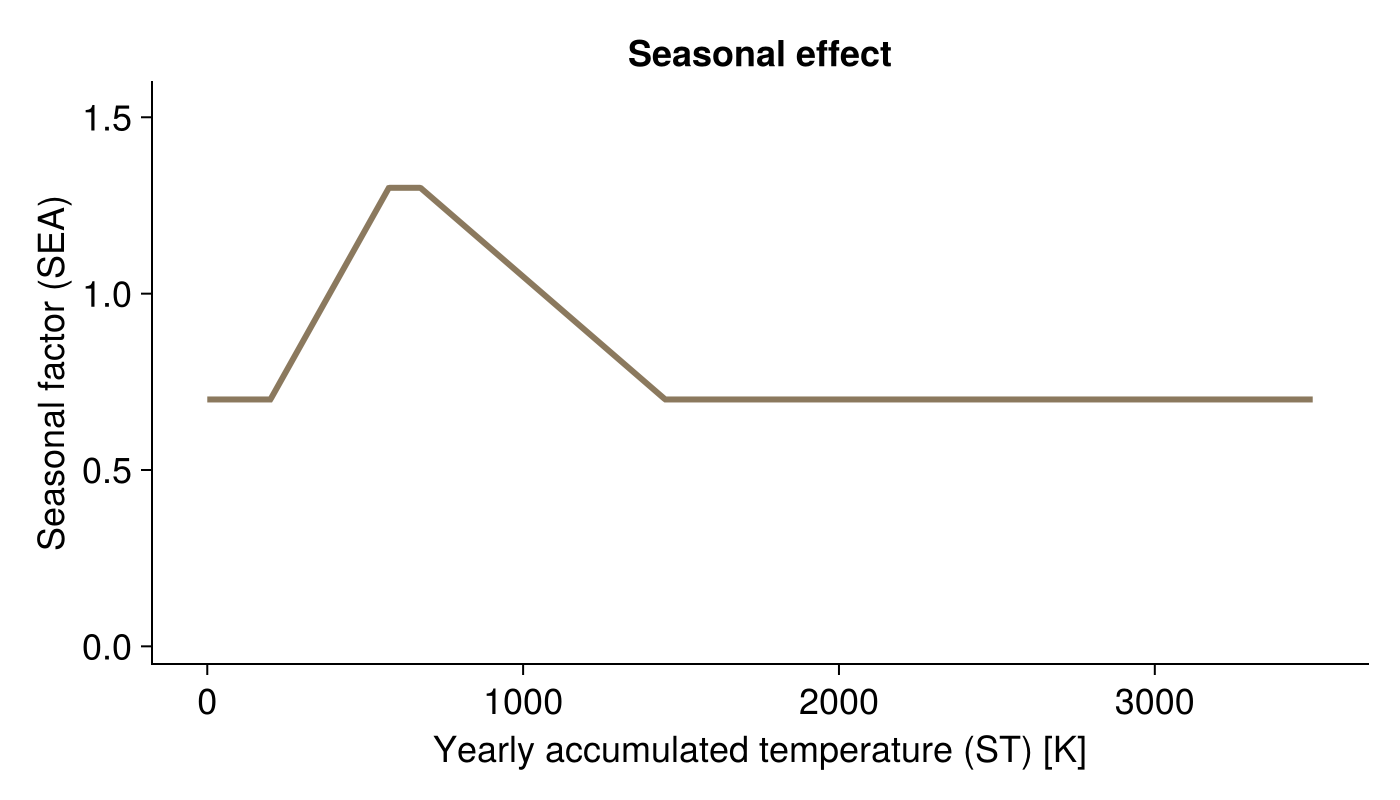 Seasonal effect
Seasonal factor (SEA)
1.5
1.0
0.5
0.0
0 1000 2000 3000
Yearly accumulated temperature (ST) [K]